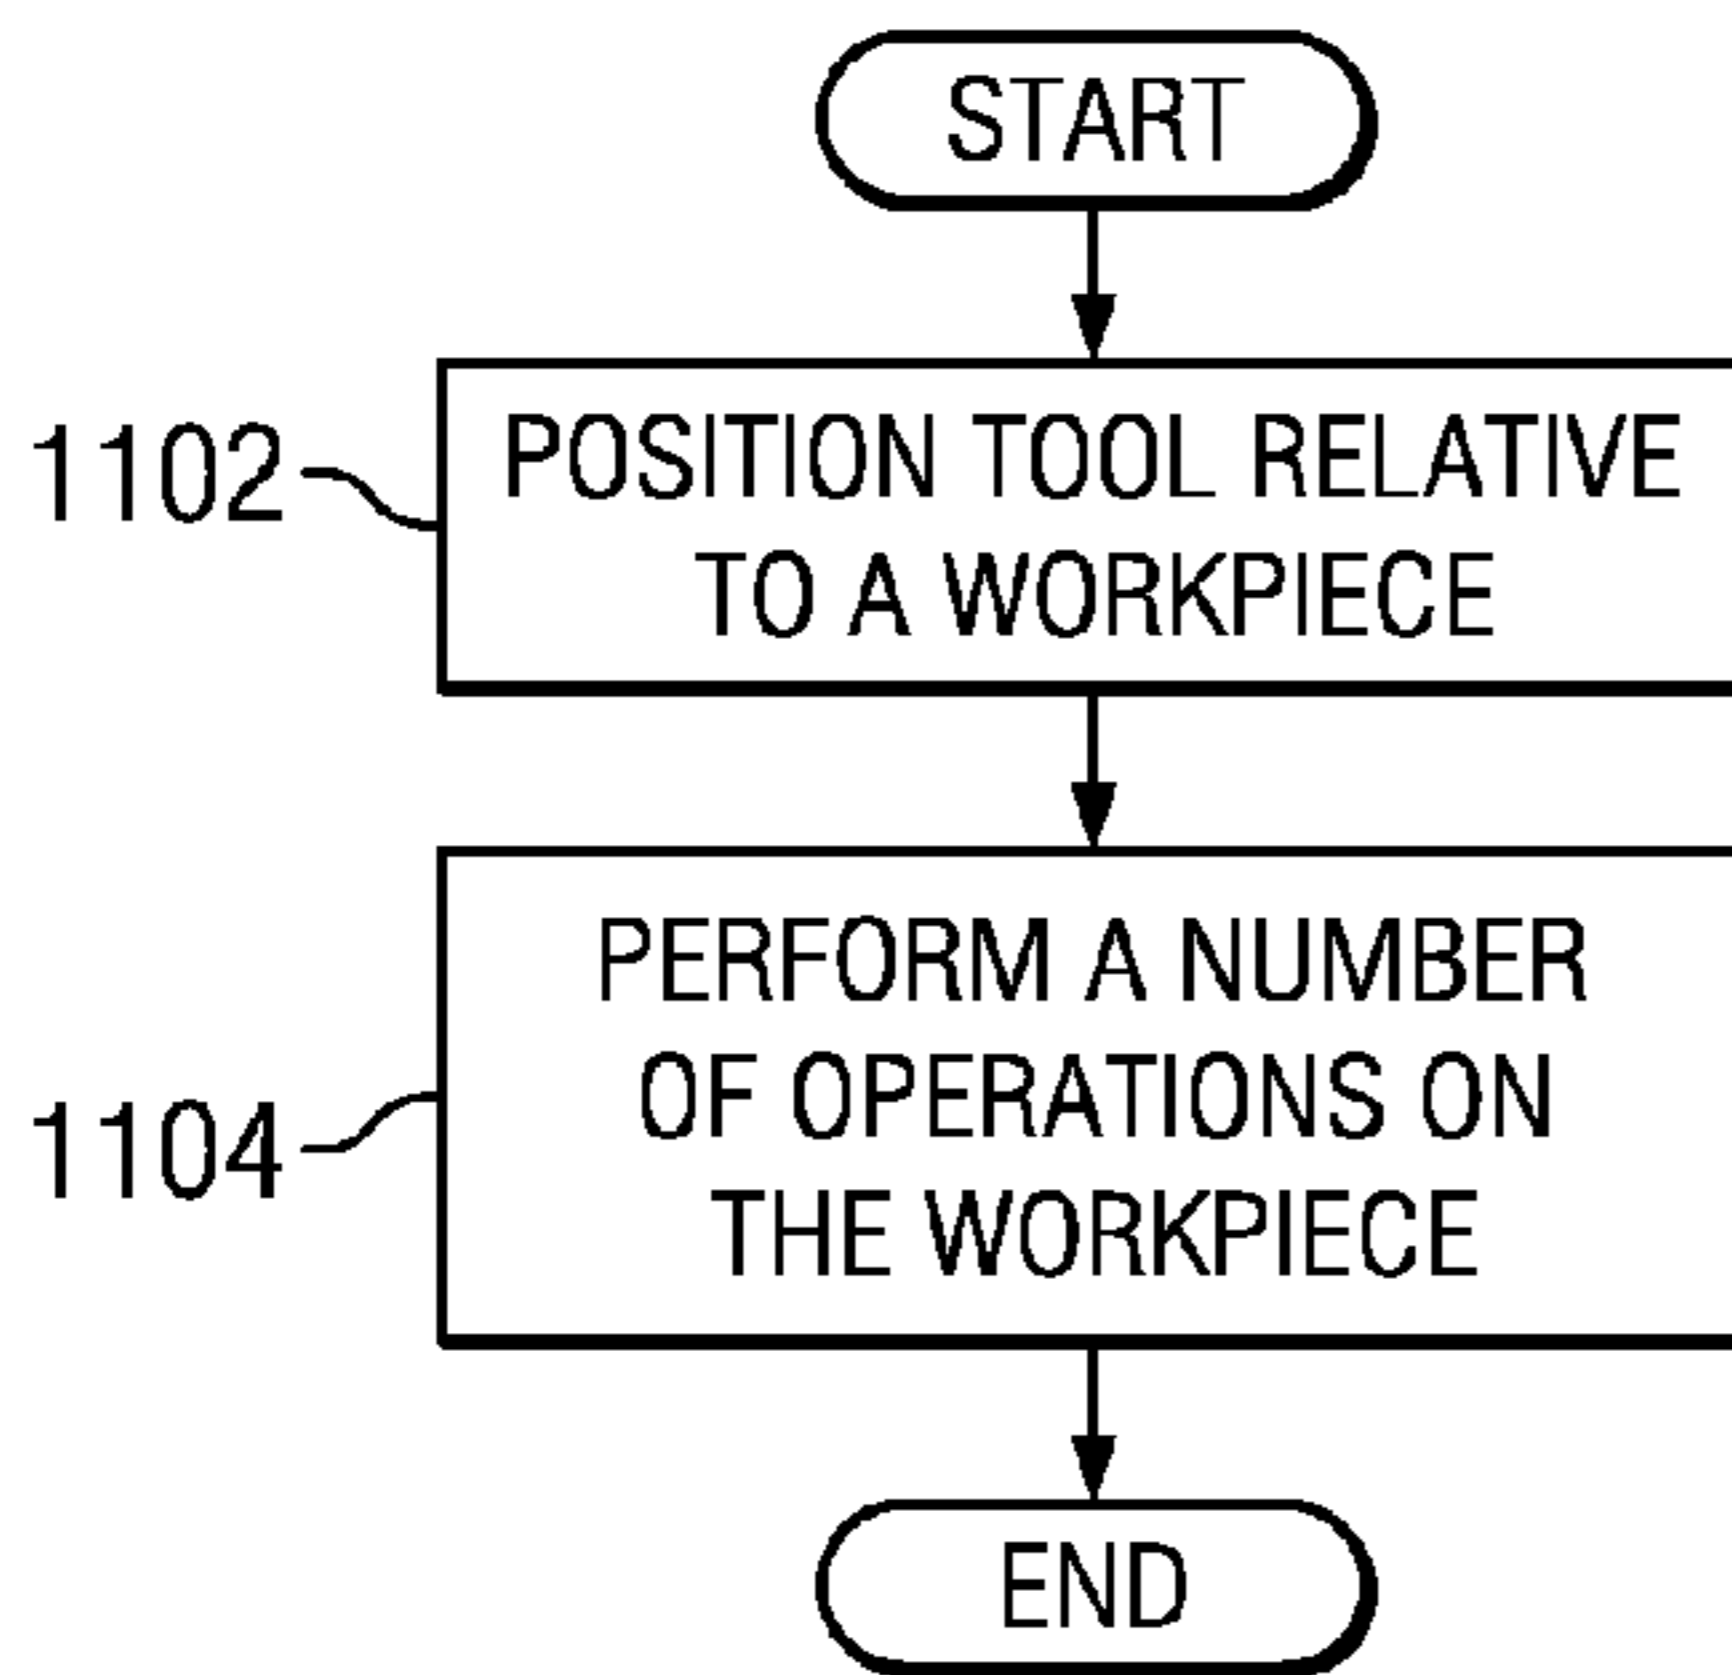 START
1102
POSITION TOOL RELATIVE
TO A WORKPIECE
1104
PERFORM A NUMBER
OF OPERATIONS ON
THE WORKPIECE
END